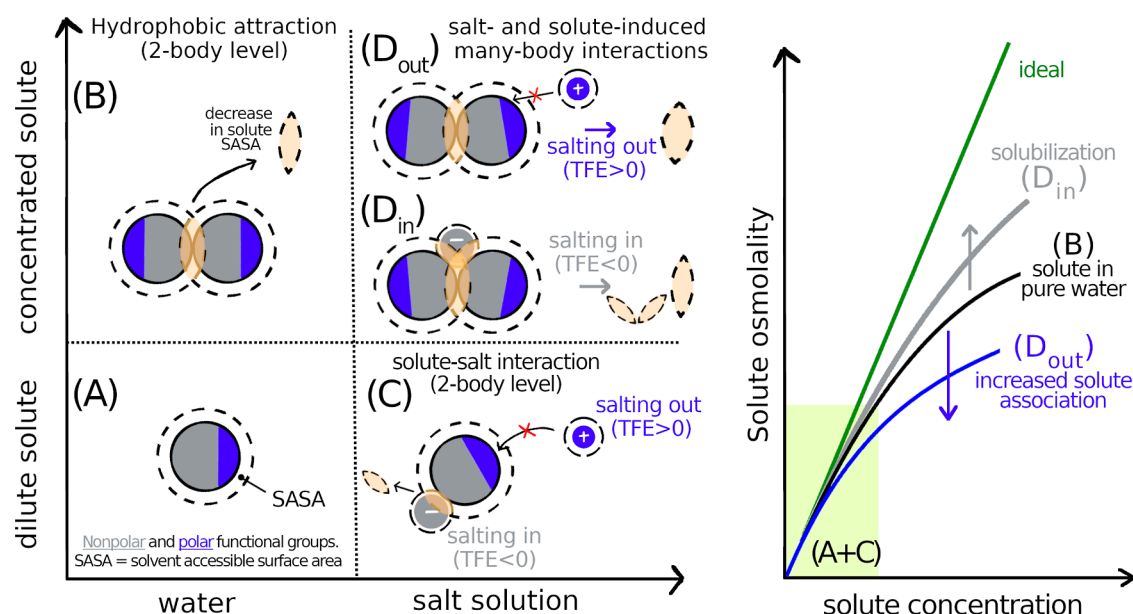 Hydrophobic attraction
(2-body level)
salt- and solute-induced
many-body interactions
(B)
decrease
in solute
SASA
(Dout)
+
salting out
(TFE>0)
(Din)
–
salting in
(TFE<0)
concentrated solute
dilute solute
(A)
SASA
Nonpolar and polar functional groups.
SASA = solvent accessible surface area
solute-salt interaction
(2-body level)
(C)
salting out
(TFE>0)
+
–
salting in
(TFE<0)
water
salt solution
Solute osmolality
ideal
solubilization
(Din)
(B)
solute in
pure water
(Dout)
increased solute
association
(A+C)
solute concentration